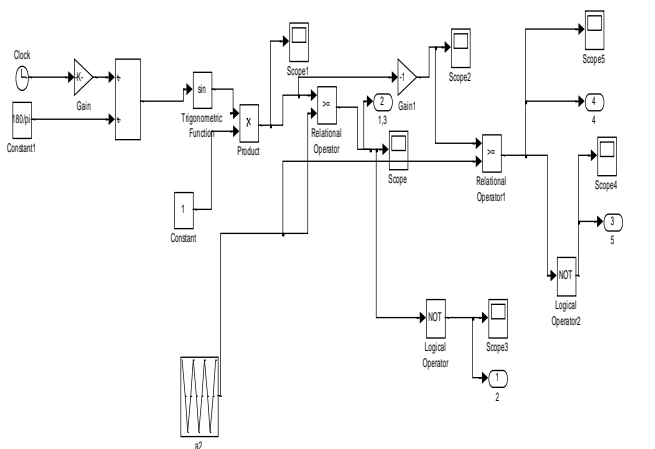 Clock
-K-
Gain
180/pi
Constant1
sin
Trigonometric
Function
1
Constant
X
Product
Scope1
>=
Relational
Operator
2
1,3
Scope
-1
Gain1
Scope2
>=
Relational
Operator1
Scope5
4
4
Scope4
3
5
NOT
Logical
Operator2
NOT
Logical
Operator
Scope3
1
2
a2